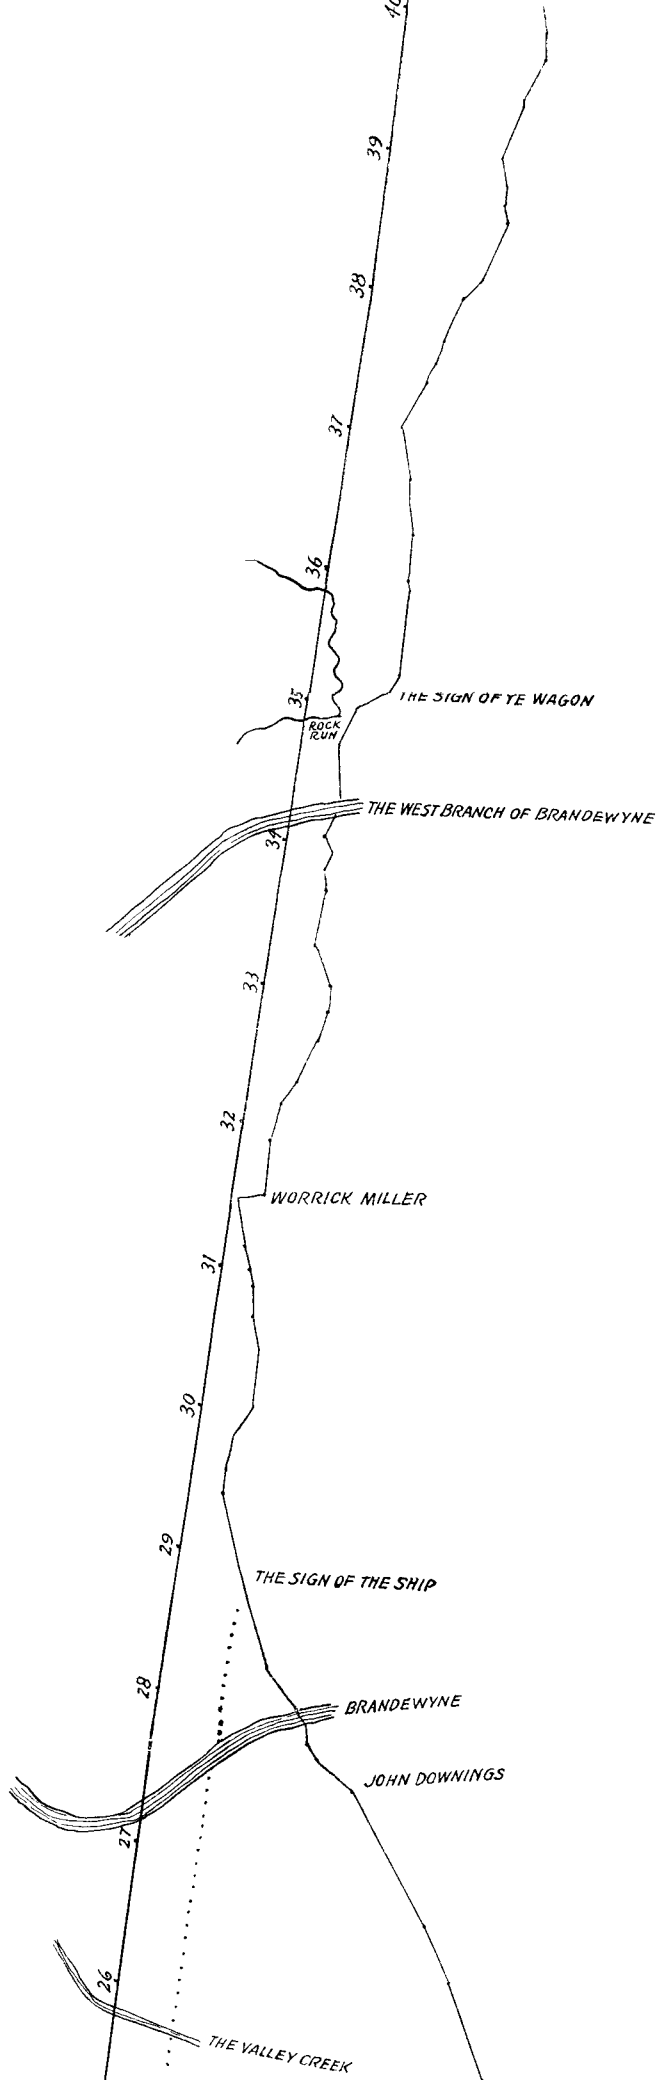 40
39
38
37
36
35
THE SIGN OF YE WAGON
ROCK
RUN
THE WEST BRANCH OF BRANDEWYNE
34
33
32
WORRICK MILLER
31
30
29
THE SIGN OF THE SHIP
28
BRANDEWYNE
JOHN DOWNINGS
27
26
THE VALLEY CREEK